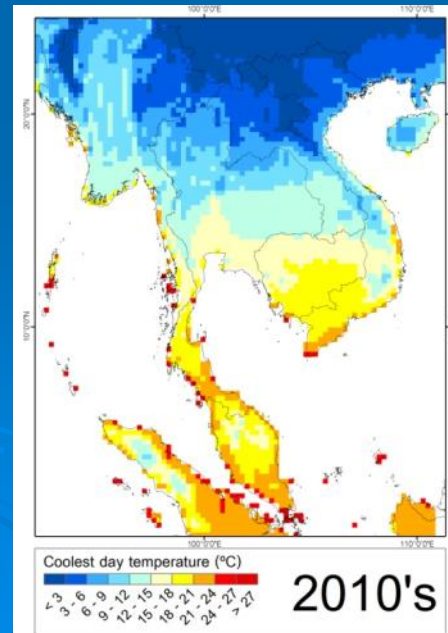 100°0'0"E 110°0'0"E
20°0'0"N
10°0'0"N
100°0'0"E 110°0'0"E
Coolest day temperature (ºC)
< 3 3 - 6 6 - 9 9 - 12 12 - 15 15 - 18 18 - 21 21 - 24 24 - 27 > 27
2010's